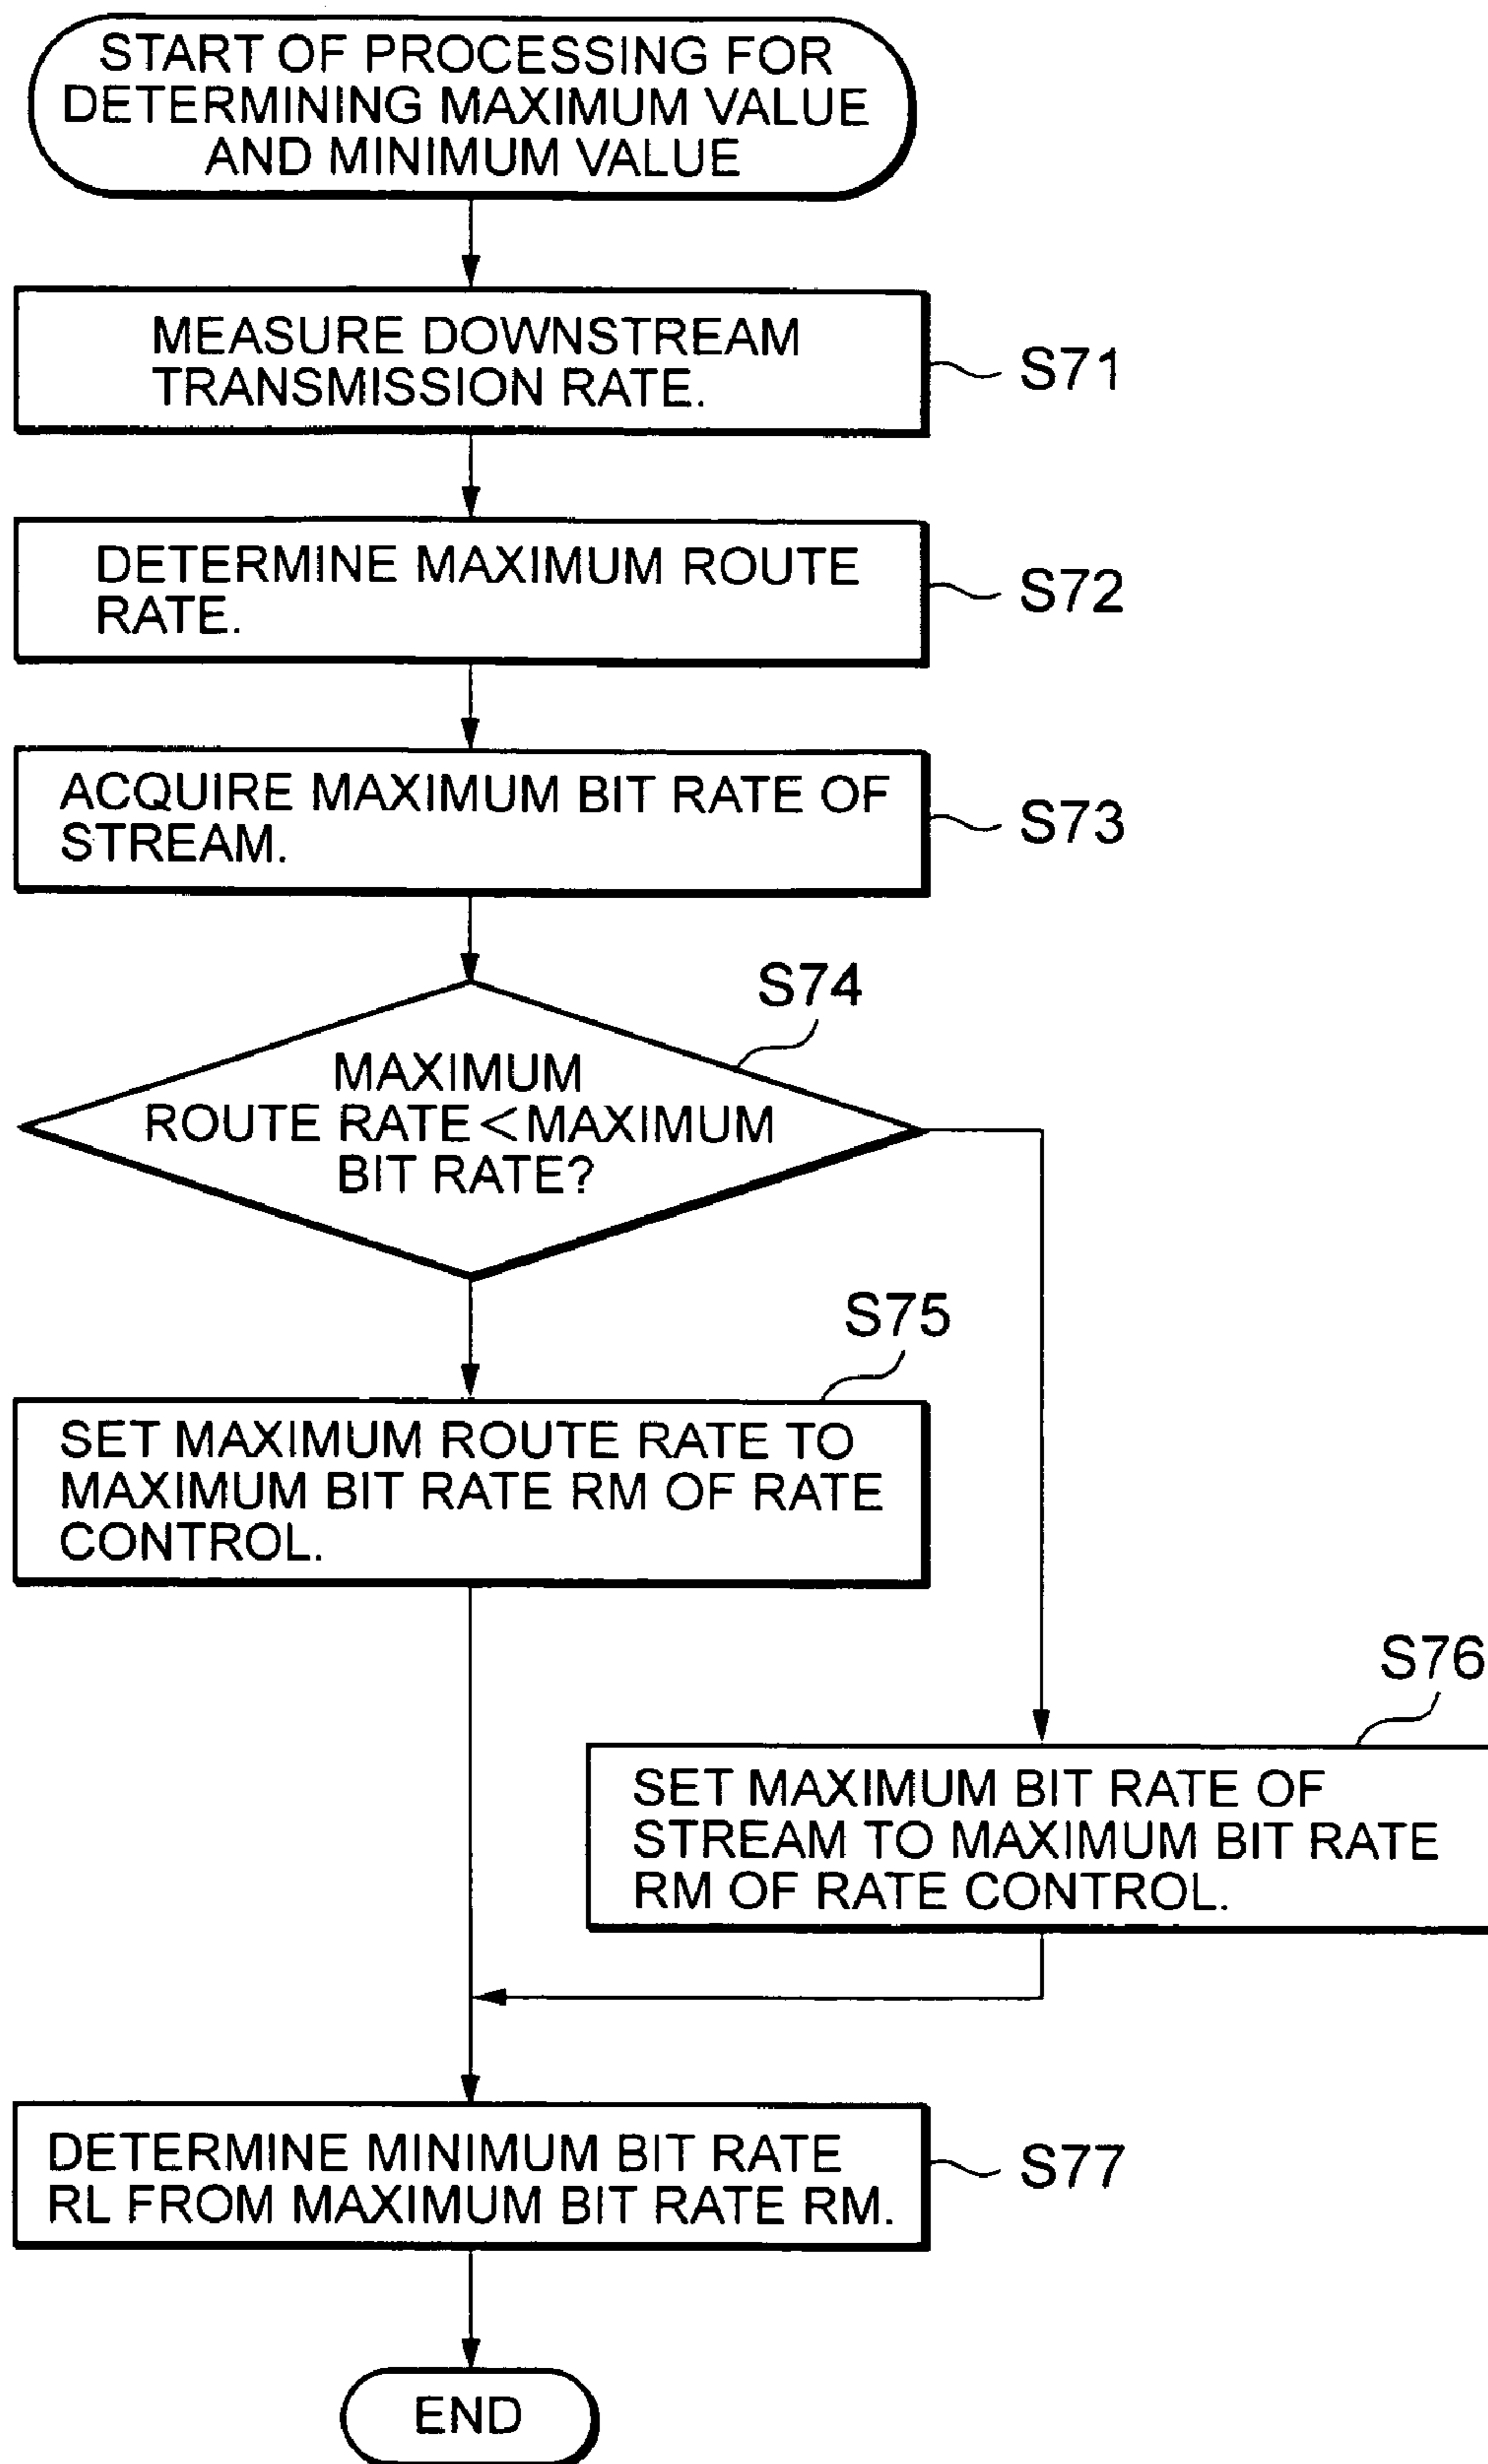 START OF PROCESSING FOR
DETERMINING MAXIMUM VALUE
AND MINIMUM VALUE
MEASURE DOWNSTREAM
TRANSMISSION RATE.
S71
DETERMINE MAXIMUM ROUTE
RATE.
S72
ACQUIRE MAXIMUM BIT RATE OF
STREAM.
S73
S74
MAXIMUM
ROUTE RATE<MAXIMUM
BIT RATE?
S75
SET MAXIMUM ROUTE RATE TO
MAXIMUM BIT RATE RM OF RATE
CONTROL.
S76
SET MAXIMUM BIT RATE OF
STREAM TO MAXIMUM BIT RATE
RM OF RATE CONTROL.
DETERMINE MINIMUM BIT RATE
RL FROM MAXIMUM BIT RATE RM.
S77
END